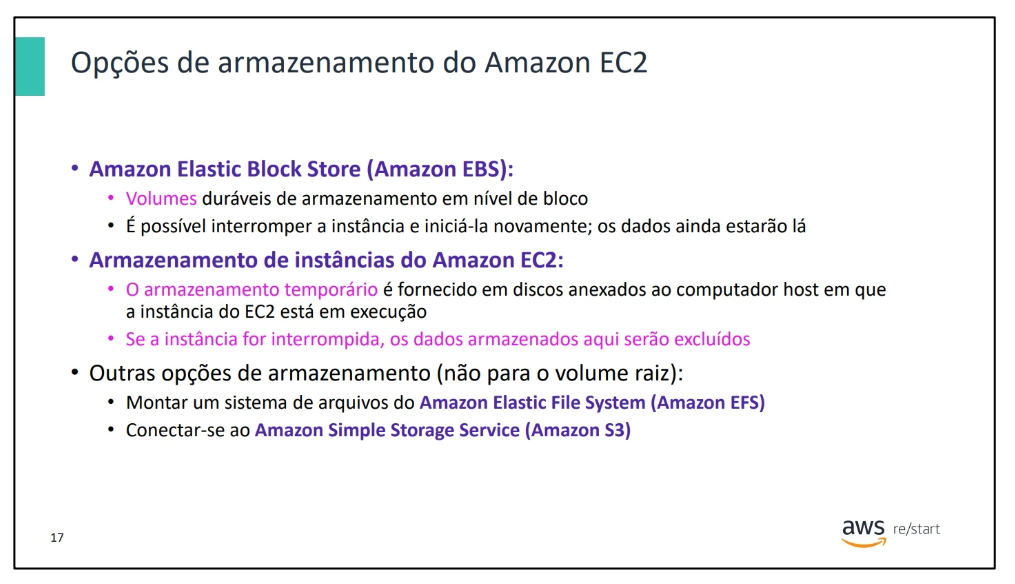 Opções de armazenamento do Amazon EC2
• Amazon Elastic Block Store (Amazon EBS):
• Volumes duráveis de armazenamento em nível de bloco
• É possível interromper a instância e iniciá-la novamente; os dados ainda estarão lá
• Armazenamento de instâncias do Amazon EC2:
• O armazenamento temporário é fornecido em discos anexados ao computador host em que
a instância do EC2 está em execução
• Se a instância for interrompida, os dados armazenados aqui serão excluídos
• Outras opções de armazenamento (não para o volume raiz):
• Montar um sistema de arquivos do Amazon Elastic File System (Amazon EFS)
• Conectar-se ao Amazon Simple Storage Service (Amazon S3)
17
aws re/start